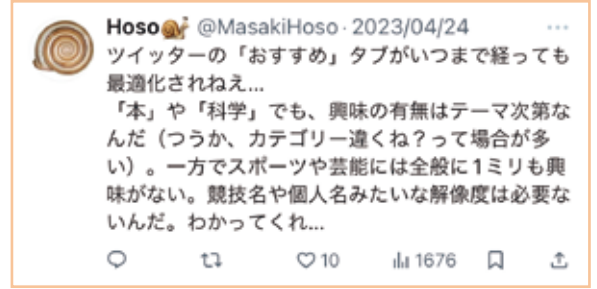 Hoso🐌 @MasakiHoso · 2023/04/24 …
ツイッターの「おすすめ」タブがいつまで経っても
最適化されねえ…
「本」や「科学」でも、興味の有無はテーマ次第な
んだ（つうか、カテゴリー違くね？って場合が多
い）。一方でスポーツや芸能には全般に1ミリも興
味がない。競技名や個人名みたいな解像度は必要な
いんだ。わかってくれ…
10 1676